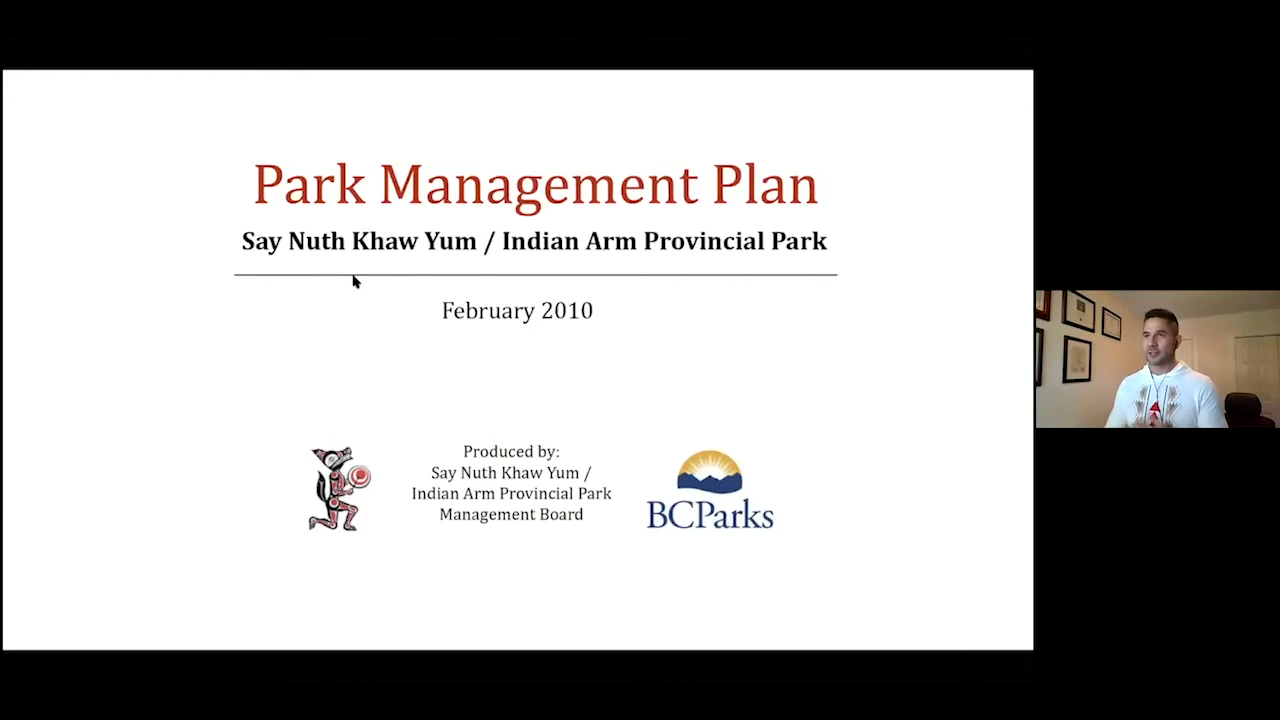 Park Management Plan
Say Nuth Khaw Yum / Indian Arm Provincial Park
February 2010
Produced by:
Say Nuth Khaw Yum /
Indian Arm Provincial Park
Management Board
BCParks